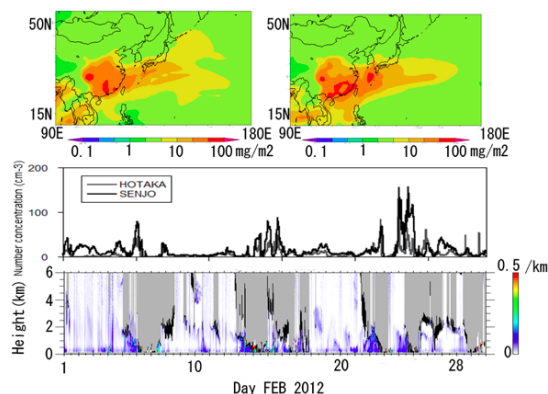 50N
50N
15N
15N
90E
180E
90E
180E
0.1 1 10 100 mg/m2
0.1 1 10 100 mg/m2
Number concentration (cm-3)
200
100
0
HOTAKA
SENJO
Height(km)
6
4
2
0
0.5 /km
0
1 10 20 28
Day FEB 2012